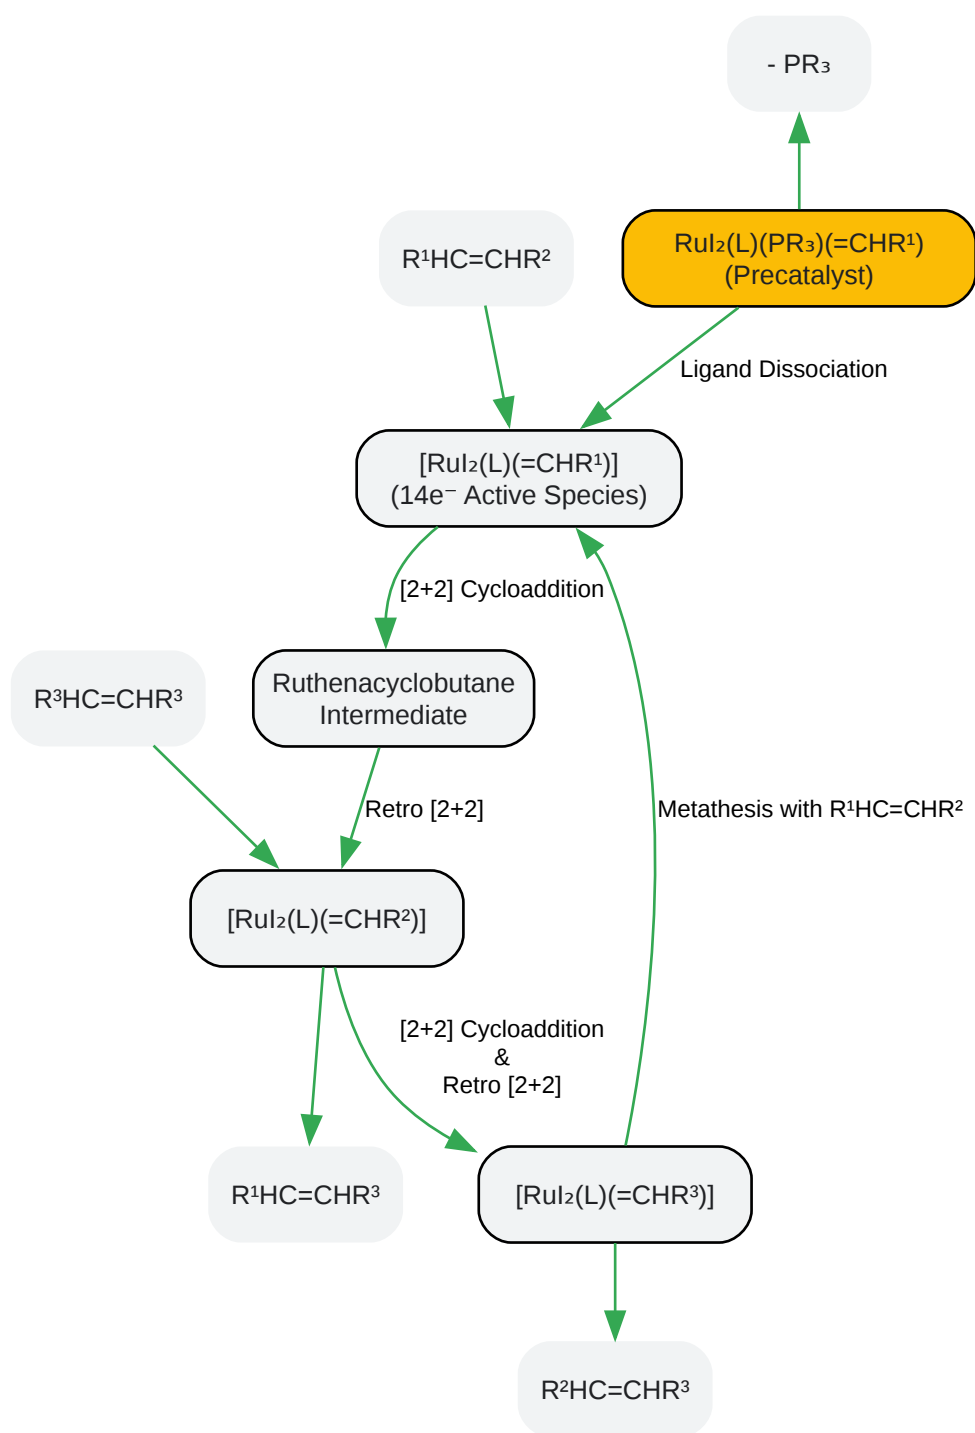 - PR₃
RuI₂(L)(PR₃)(=CHR¹)
(Precatalyst)
R¹HC=CHR²
Ligand Dissociation
[RuI₂(L)(=CHR¹)]
(14e⁻ Active Species)
[2+2] Cycloaddition
Ruthenacyclobutane
Intermediate
R³HC=CHR³
Retro [2+2]
Metathesis with R¹HC=CHR²
[RuI₂(L)(=CHR²)]
[2+2] Cycloaddition
&
Retro [2+2]
R¹HC=CHR³
[RuI₂(L)(=CHR³)]
R²HC=CHR³